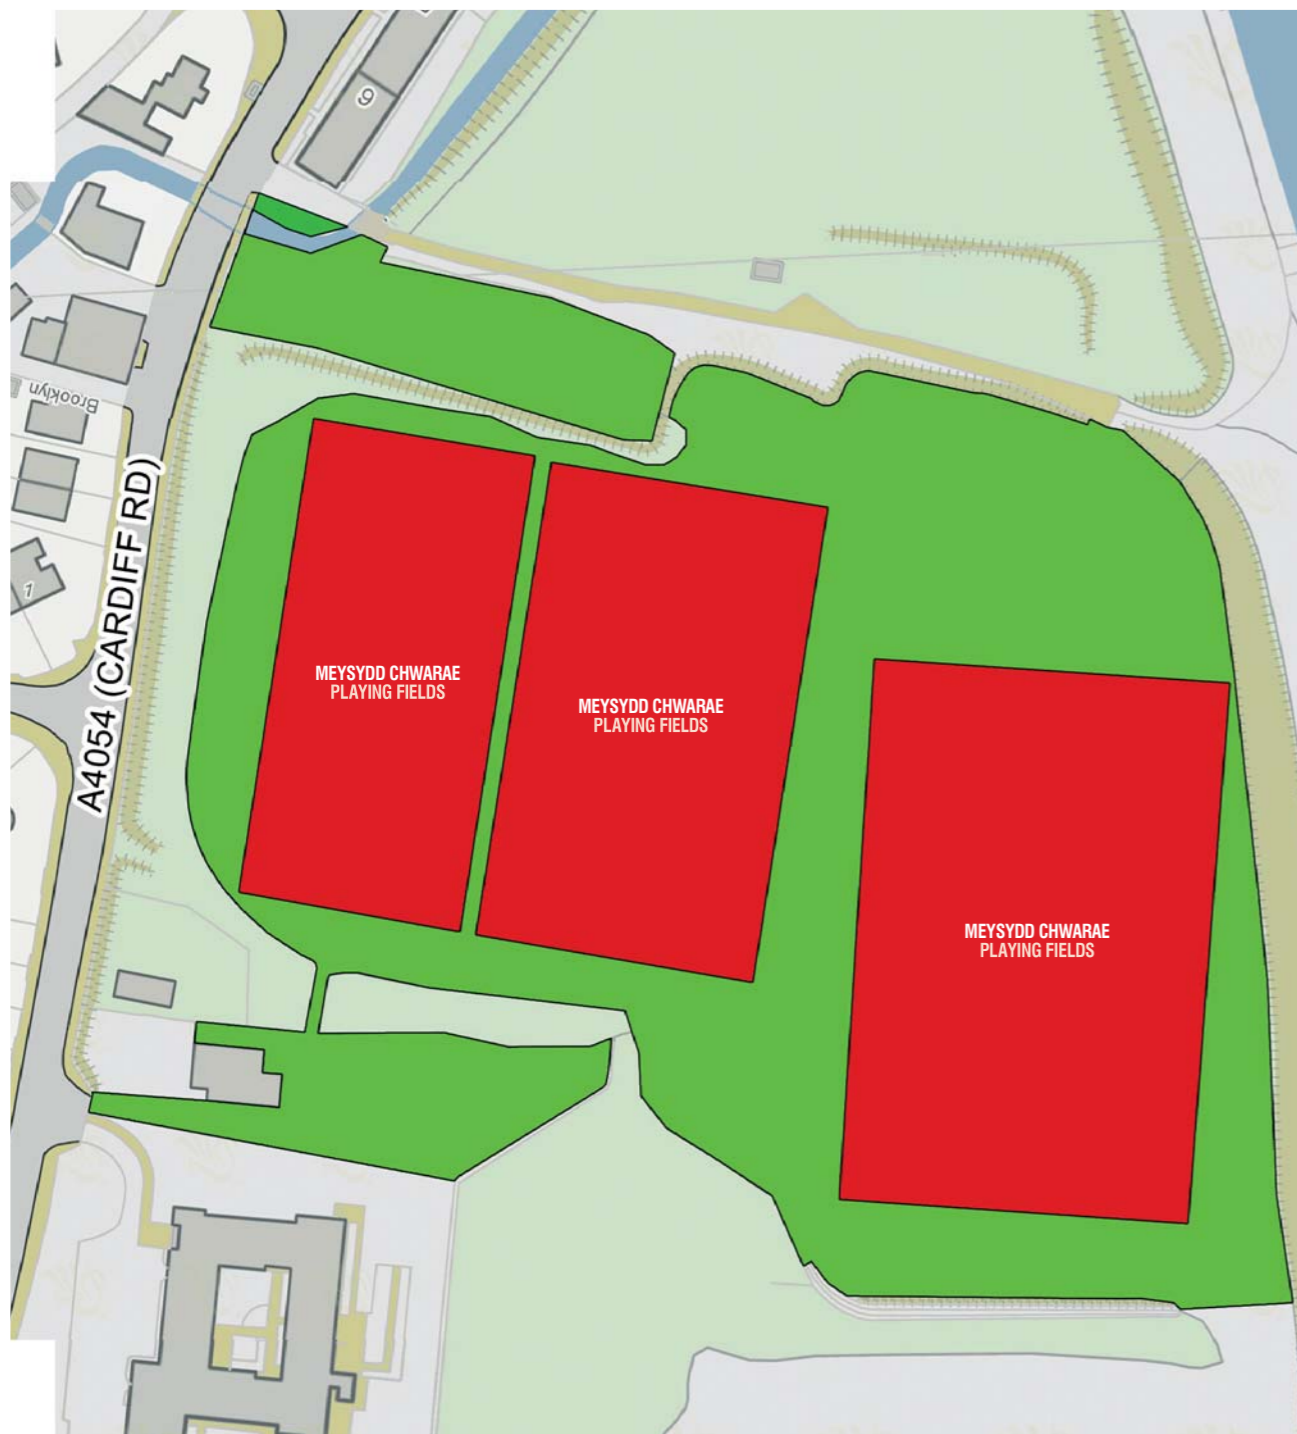 9
Brooklyn
A4054 (CARDIFF RD)
1
MEYSYDD CHWARAE
PLAYING FIELDS
MEYSYDD CHWARAE
PLAYING FIELDS
MEYSYDD CHWARAE
PLAYING FIELDS